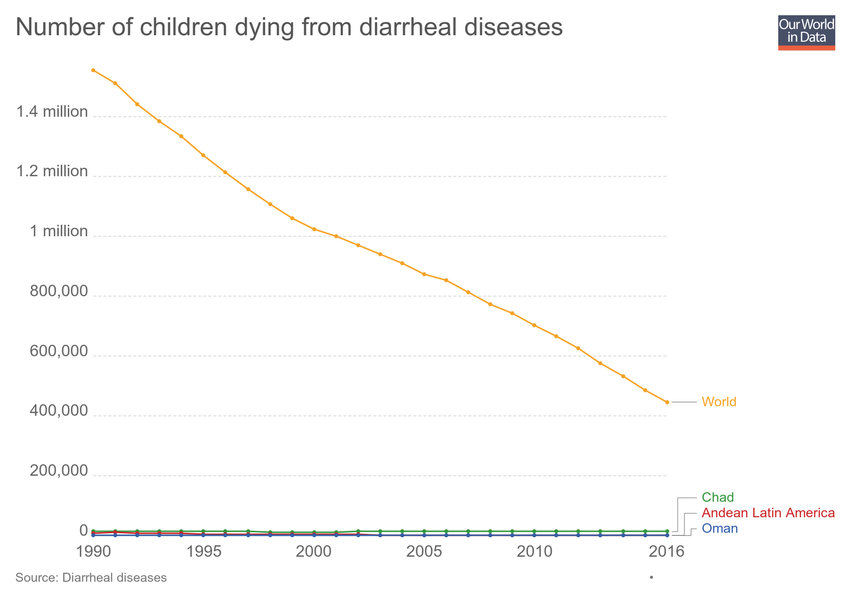 Number of children dying from diarrheal diseases
Our World
in Data
1.4 million
1.2 million
1 million
800,000
600,000
400,000
200,000
0
World
Chad
Andean Latin America
Oman
1990 1995 2000 2005 2010 2016
Source: Diarrheal diseases